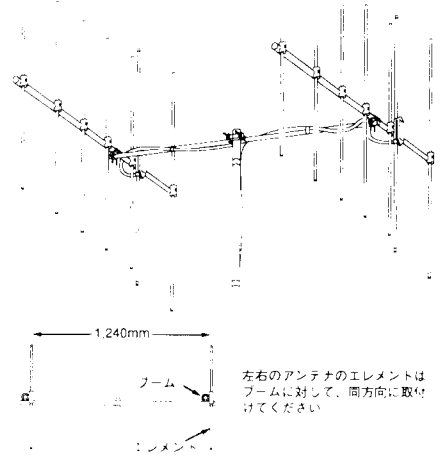 1,240mm
ブーム
左右のアンテナのエレメントは
ブームに対して、同方向に取付
けてください
エレメント